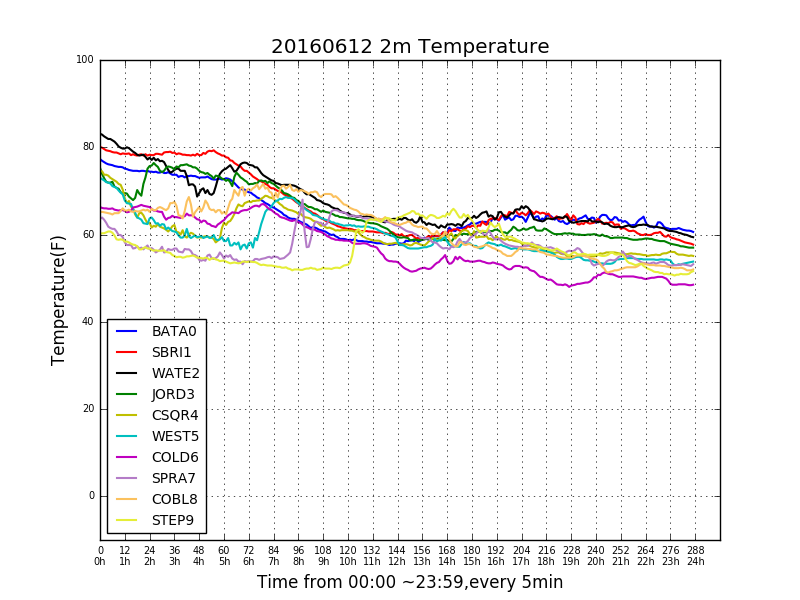 20160612 2m Temperature
100
80
60
40
20
0
Temperature(F)
BATA0
SBRI1
WATE2
JORD3
CSQR4
WEST5
COLD6
SPRA7
COBL8
STEP9
0 12 24 36 48 60 72 84 96 108 120 132 144 156 168 180 192 204 216 228 240 252 264 276 288
0h 1h 2h 3h 4h 5h 6h 7h 8h 9h 10h 11h 12h 13h 14h 15h 16h 17h 18h 19h 20h 21h 22h 23h 24h
Time from 00:00 ~23:59,every 5min